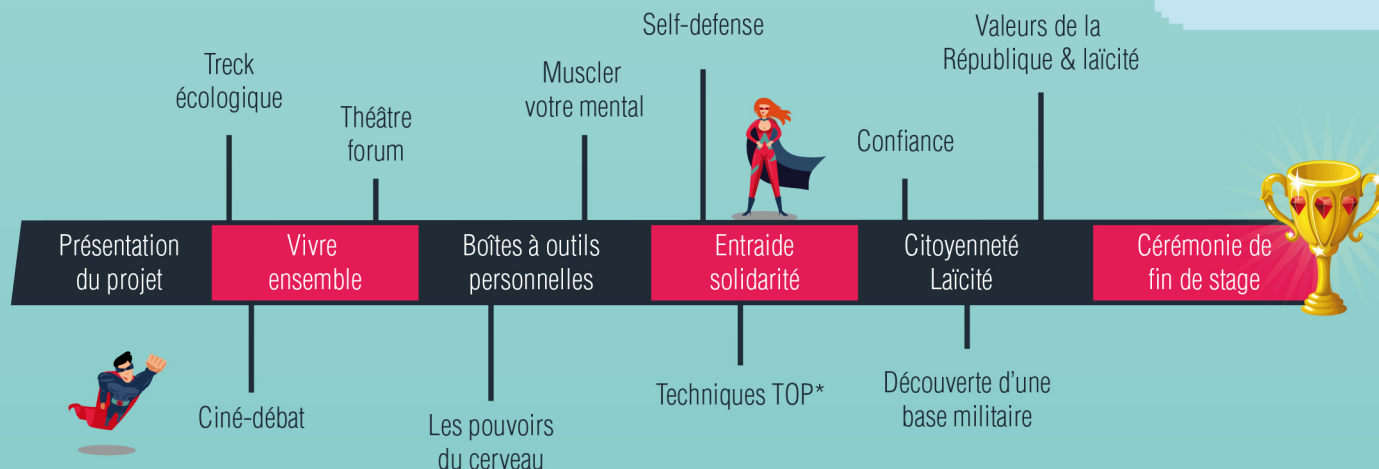 Self-defense
Valeurs de la
République & laïcité
Treck
écologique
Muscler
votre mental
Théâtre
forum
Confiance
Présentation
du projet
Vivre
ensemble
Boîtes à outils
personnelles
Entraide
solidarité
Citoyenneté
Laïcité
Cérémonie de
fin de stage
Ciné-débat
Les pouvoirs
du cerveau
Techniques TOP*
Découverte d'une
base militaire